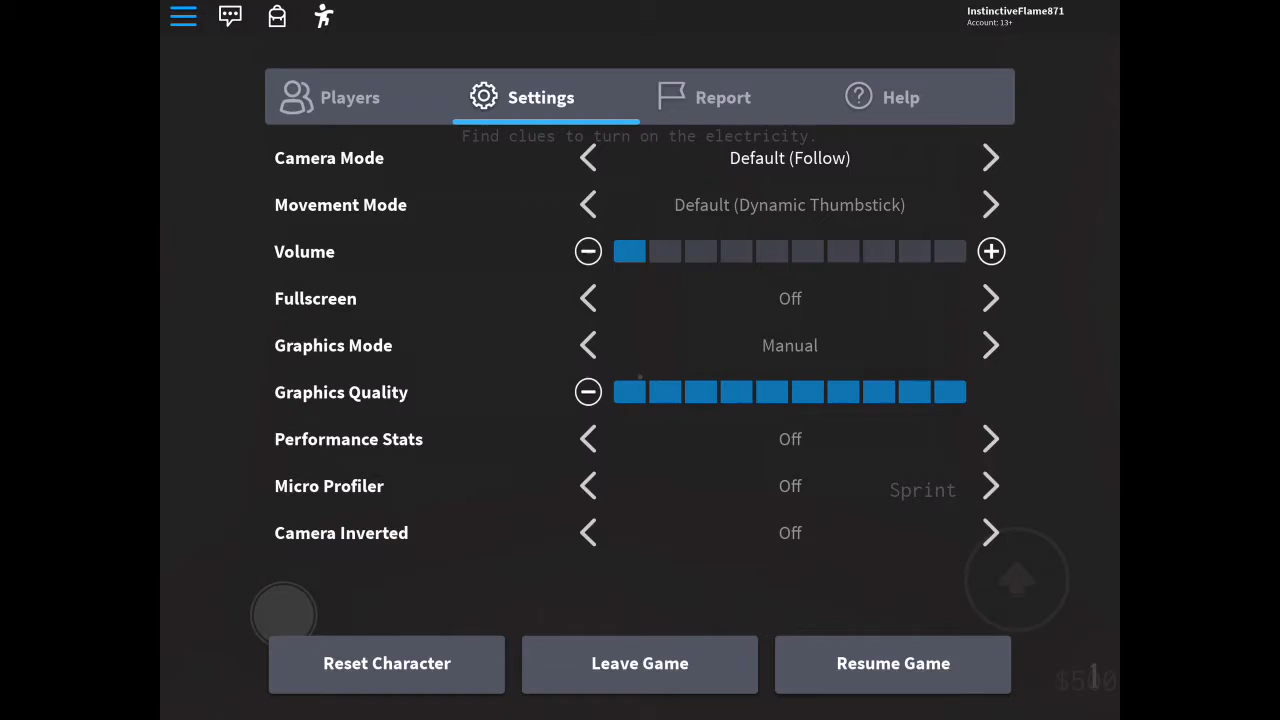 InstinctiveFlame871
Account: 13+
Players Settings Report Help
Find clues to turn on the electricity.
Camera Mode Default (Follow)
Movement Mode Default (Dynamic Thumbstick)
Volume
Fullscreen Off
Graphics Mode Manual
Graphics Quality
Performance Stats Off
Micro Profiler Off
Sprint
Camera Inverted Off
Reset Character Leave Game Resume Game
$500
1